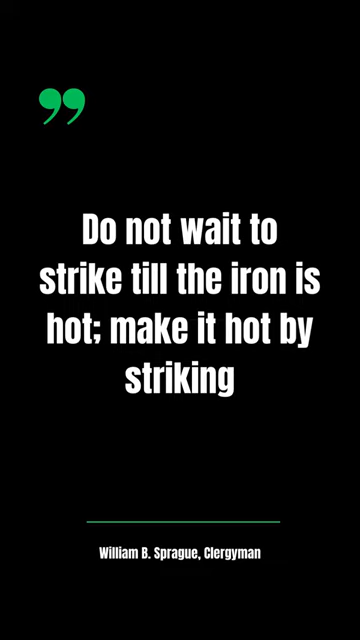 ”
Do not wait to
strike till the iron is
hot; make it hot by
striking
William B. Sprague, Clergyman